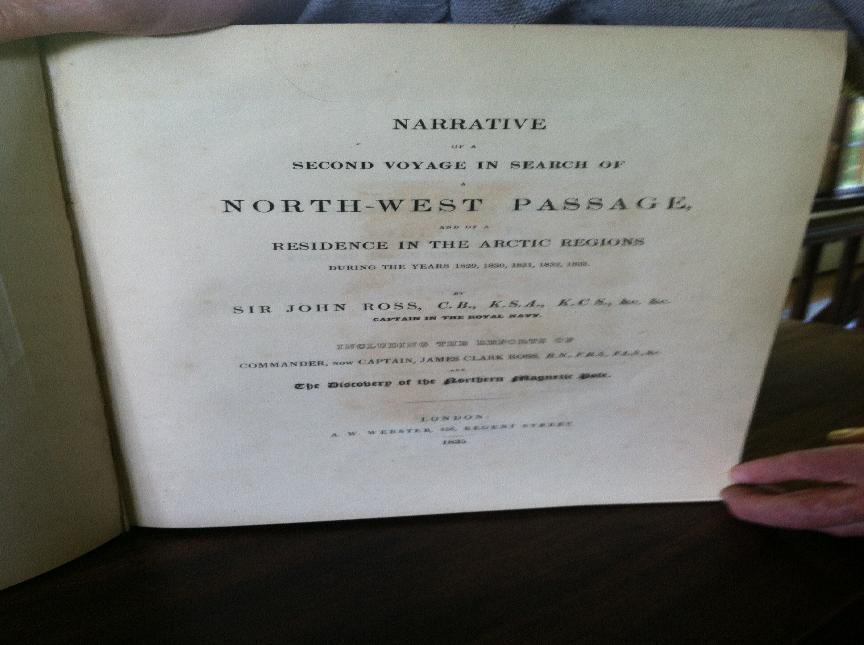 NARRATIVE
OF A
SECOND VOYAGE IN SEARCH OF
A
NORTH-WEST PASSAGE,
AND OF A
RESIDENCE IN THE ARCTIC REGIONS
DURING THE YEARS 1829, 1830, 1831, 1832, 1833.
BY
SIR JOHN ROSS, C.B., K.S.A., K.C.S., &c. &c.
CAPTAIN IN THE ROYAL NAVY.
INCLUDING THE REPORTS OF
COMMANDER, NOW CAPTAIN, JAMES CLARK ROSS, R.N., F.R.S., F.L.S., &c.
AND
The Discovery of the Northern Magnetic Pole.
LONDON:
A. W. WEBSTER, REGENT STREET
1835